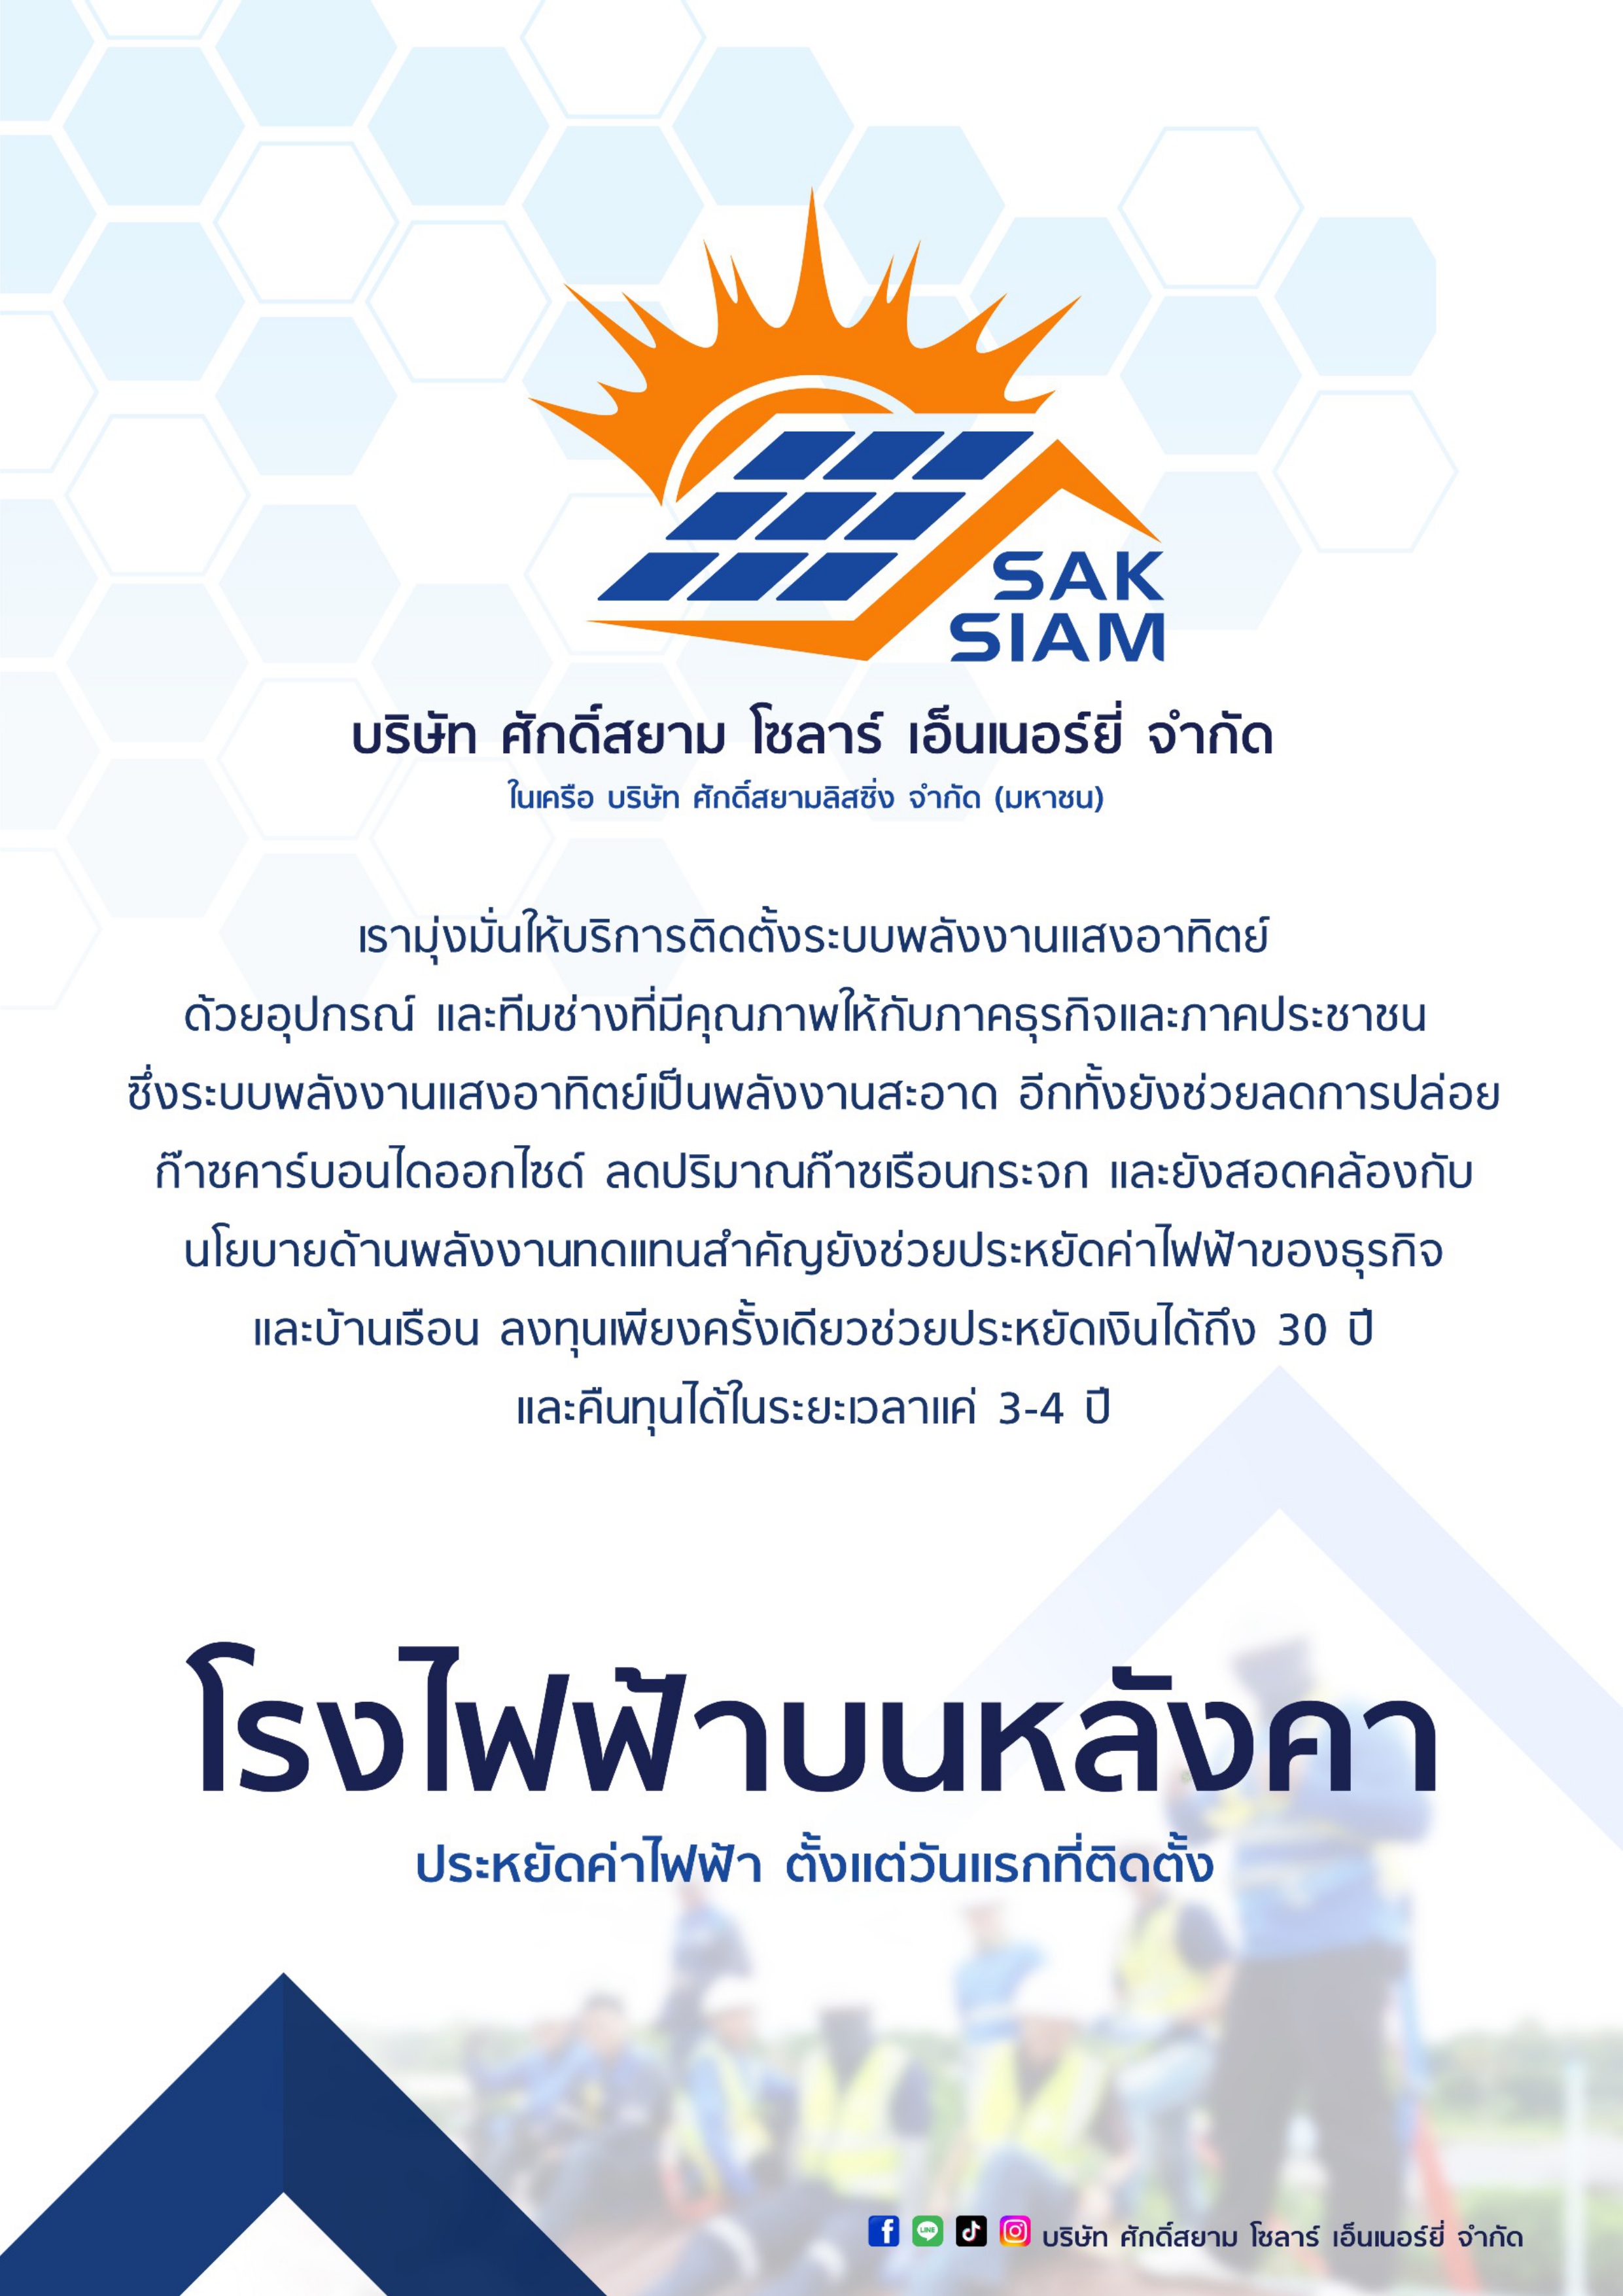 SAK
SIAM
บริษัท ศักดิ์สยาม โซลาร์ เอ็นเนอร์ยี่ จำกัด
ในเครือ บริษัท ศักดิ์สยามลิสซิ่ง จำกัด (มหาชน)
เรามุ่งมั่นให้บริการติดตั้งระบบพลังงานแสงอาทิตย์
ด้วยอุปกรณ์ และทีมช่างที่มีคุณภาพให้กับภาคธุรกิจและภาคประชาชน
ซึ่งระบบพลังงานแสงอาทิตย์เป็นพลังงานสะอาด อีกทั้งยังช่วยลดการปล่อย
ก๊าซคาร์บอนไดออกไซด์ ลดปริมาณก๊าซเรือนกระจก และยังสอดคล้องกับ
นโยบายด้านพลังงานทดแทนสำคัญยังช่วยประหยัดค่าไฟฟ้าของธุรกิจ
และบ้านเรือน ลงทุนเพียงครั้งเดียวช่วยประหยัดเงินได้ถึง 30 ปี
และคืนทุนได้ในระยะเวลาแค่ 3-4 ปี
โรงไฟฟ้าบนหลังคา
ประหยัดค่าไฟฟ้า ตั้งแต่วันแรกที่ติดตั้ง
LINE บริษัท ศักดิ์สยาม โซลาร์ เอ็นเนอร์ยี่ จำกัด